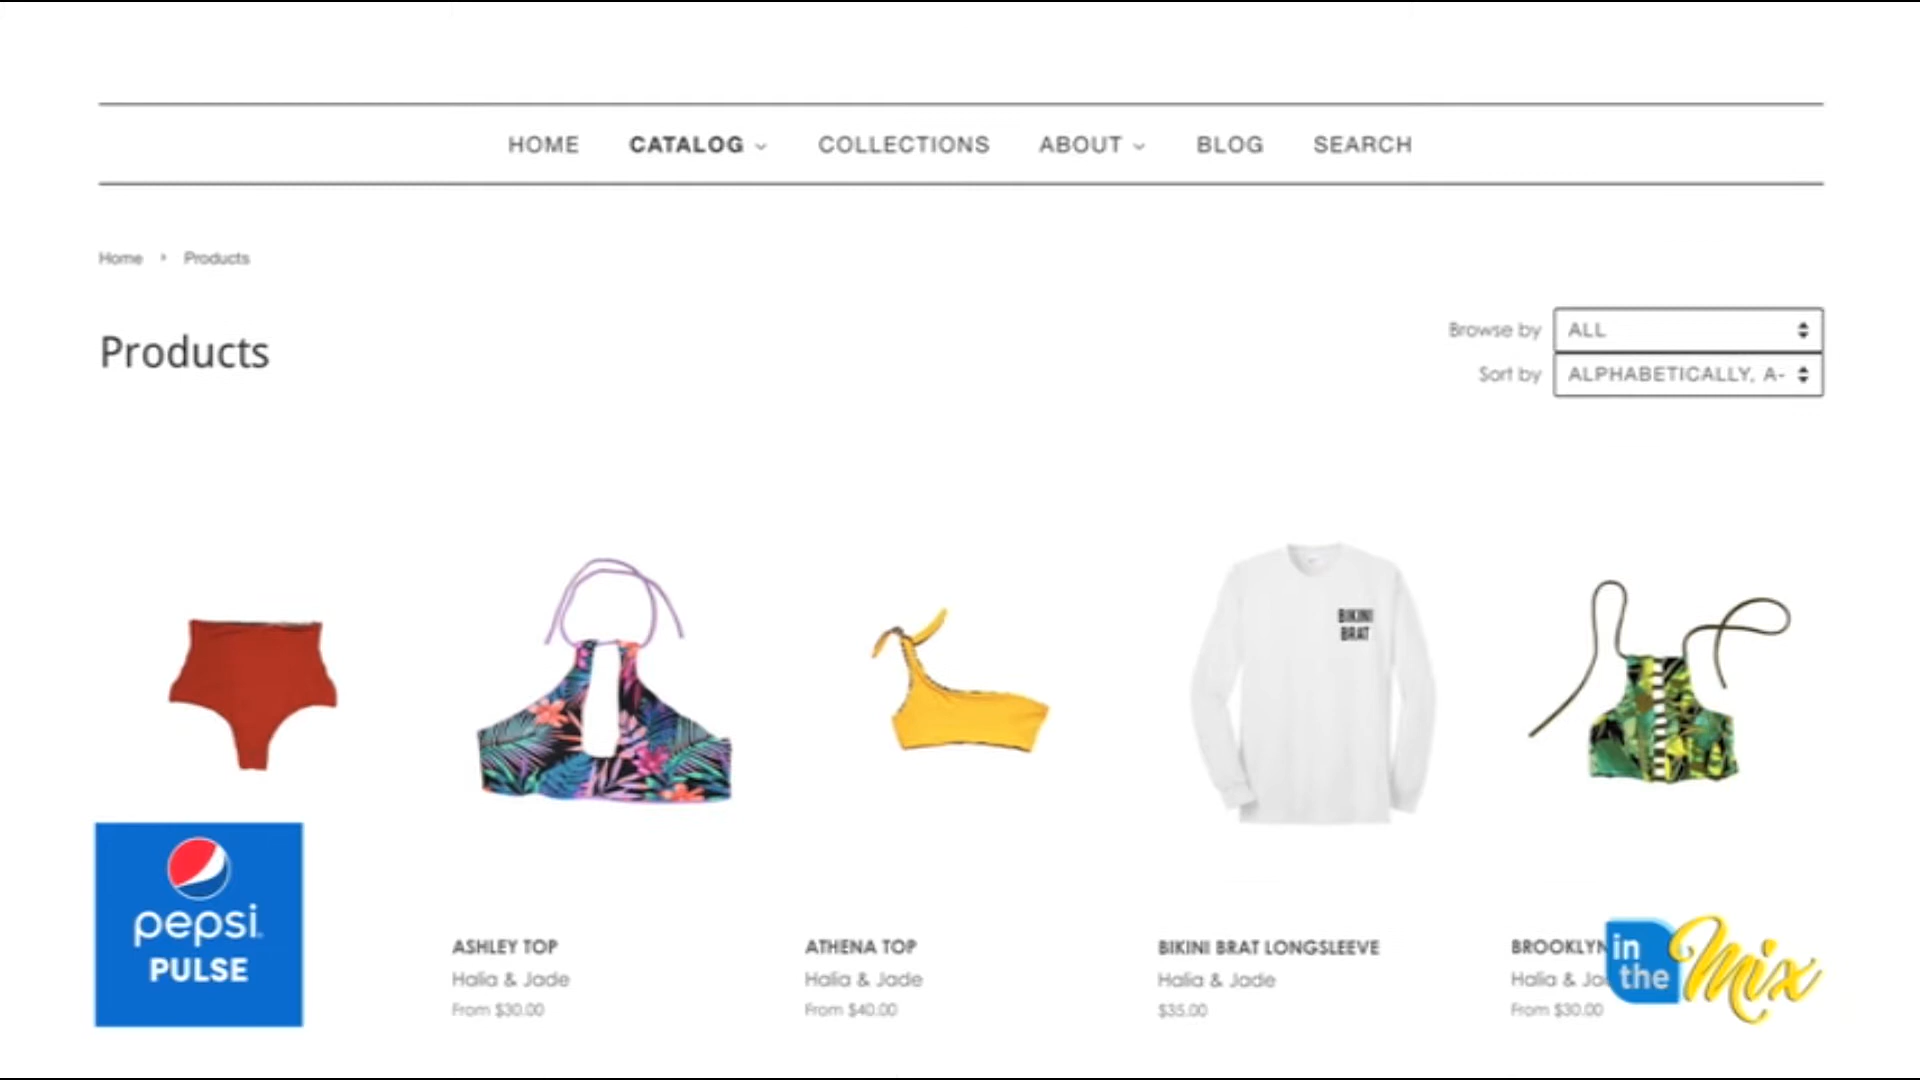 HOME CATALOG COLLECTIONS ABOUT BLOG SEARCH
Home Products
Products
Browse by ALL
Sort by ALPHABETICALLY, A-
BIKINI
BRAT
pepsi
PULSE
ASHLEY TOP
Halia & Jade
From $30.00
ATHENA TOP
Halia & Jade
From $40.00
BIKINI BRAT LONGSLEEVE
Halia & Jade
$35.00
BROOKLYN
Halia & Ja
From $30.00
in
the
Mix